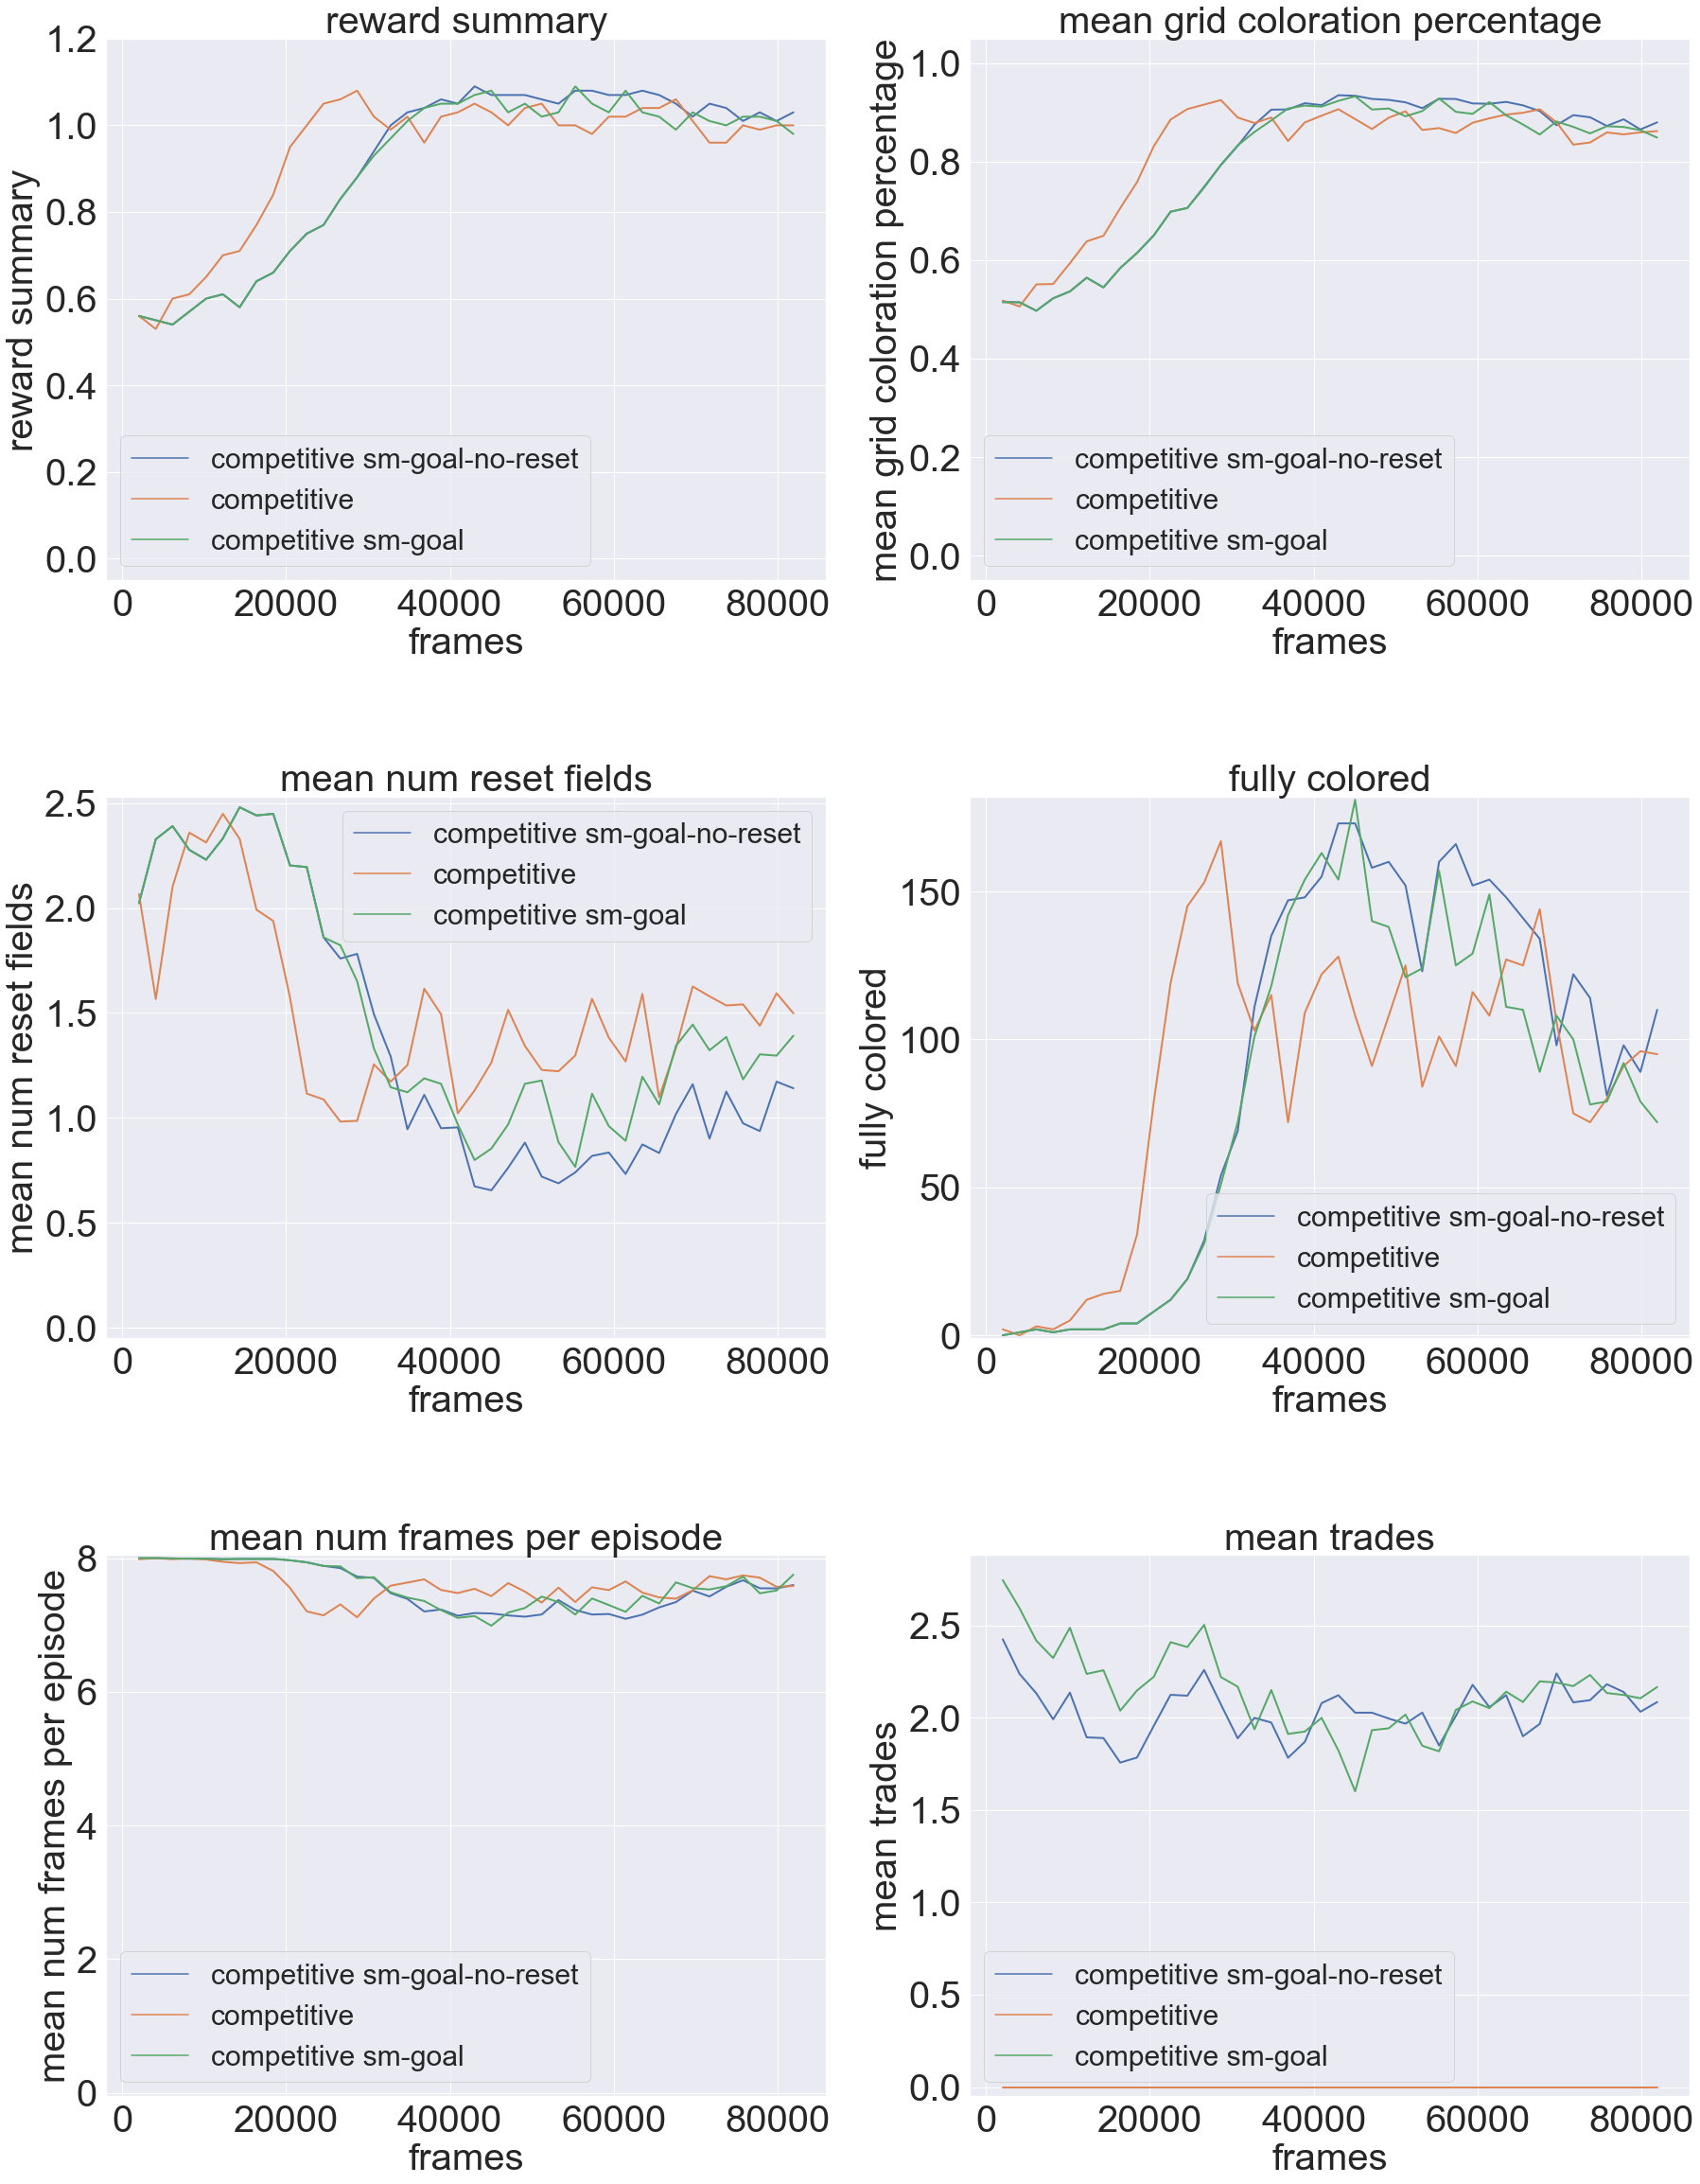 reward summary
reward summary
1.2
1.0
0.8
0.6
0.4
0.2
0.0
competitive sm-goal-no-reset
competitive
competitive sm-goal
0 20000 40000 60000 80000
frames
mean grid coloration percentage
mean grid coloration percentage
1.0
0.8
0.6
0.4
0.2
0.0
competitive sm-goal-no-reset
competitive
competitive sm-goal
0 20000 40000 60000 80000
frames
mean num reset fields
mean num reset fields
2.5
2.0
1.5
1.0
0.5
0.0
competitive sm-goal-no-reset
competitive
competitive sm-goal
0 20000 40000 60000 80000
frames
fully colored
fully colored
150
100
50
0
competitive sm-goal-no-reset
competitive
competitive sm-goal
0 20000 40000 60000 80000
frames
mean num frames per episode
mean num frames per episode
8
6
4
2
0
competitive sm-goal-no-reset
competitive
competitive sm-goal
0 20000 40000 60000 80000
frames
mean trades
mean trades
2.5
2.0
1.5
1.0
0.5
0.0
competitive sm-goal-no-reset
competitive
competitive sm-goal
0 20000 40000 60000 80000
frames